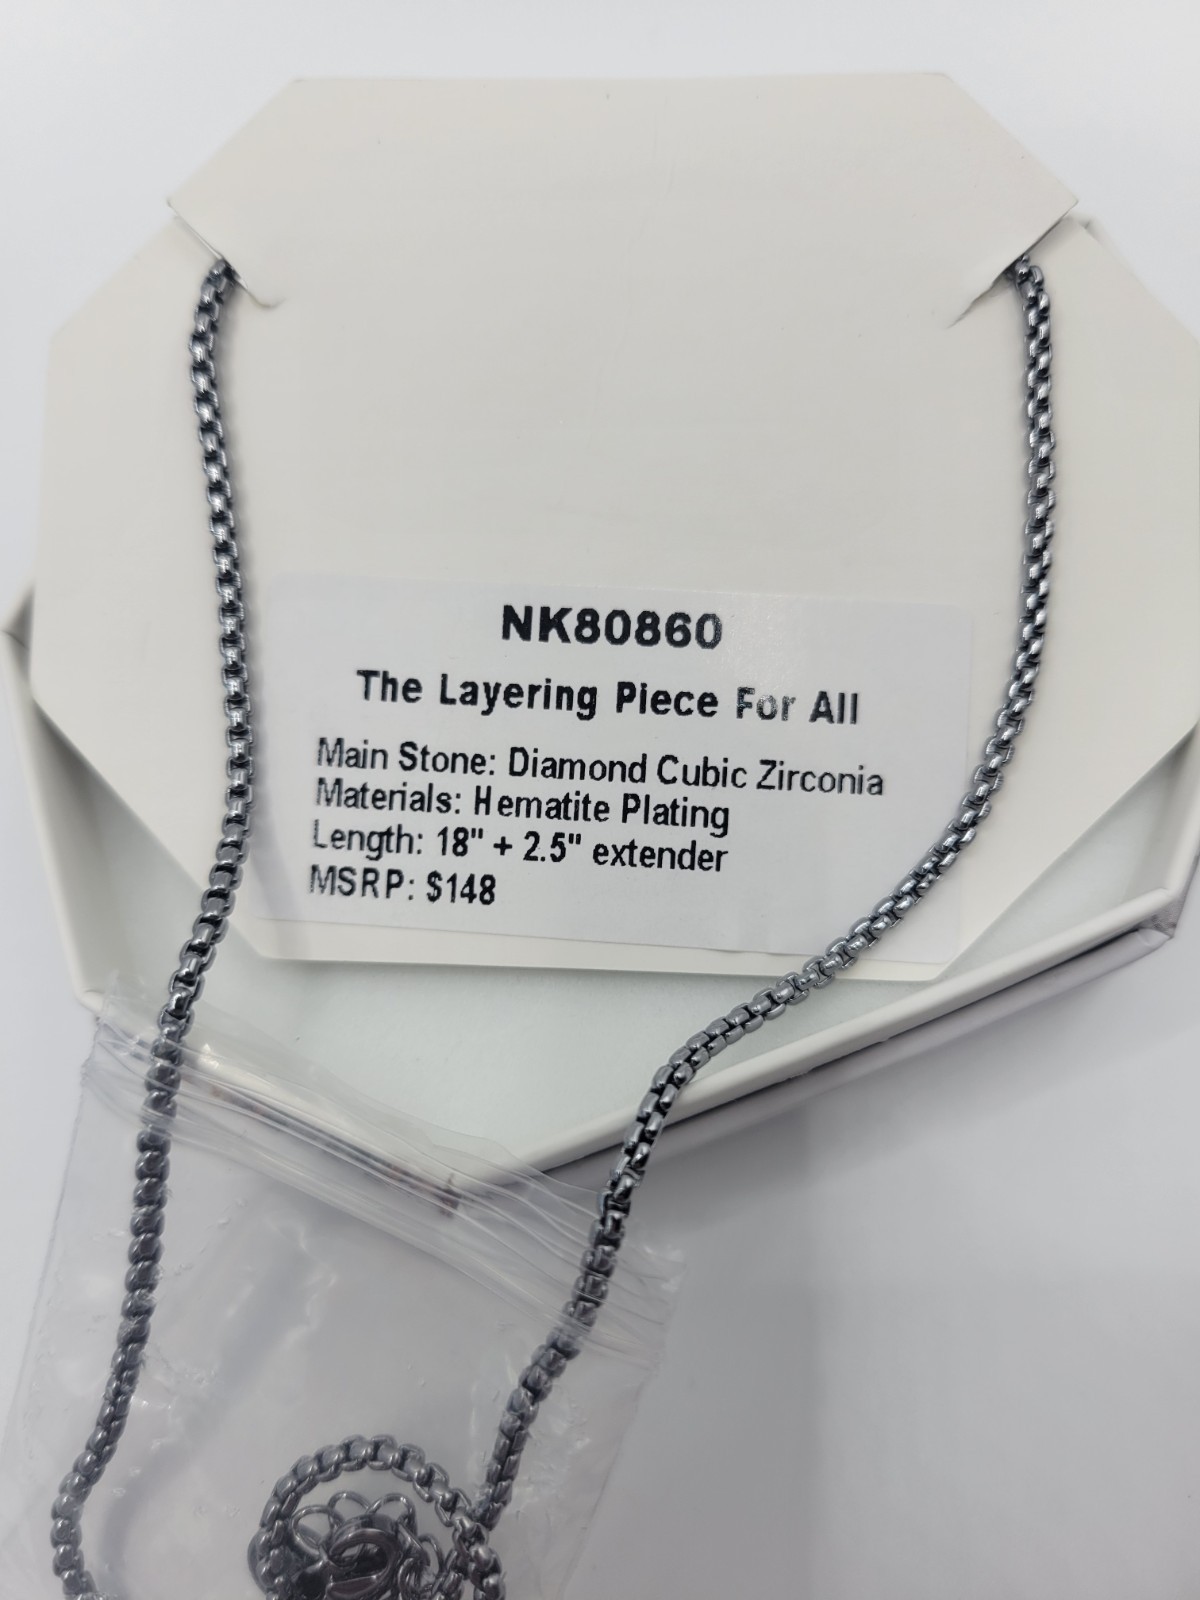 NK80860
The Layering Piece For All
Main Stone: Diamond Cubic Zirconia
Materials: Hematite Plating
Length: 18" + 2.5" extender
MSRP: $148